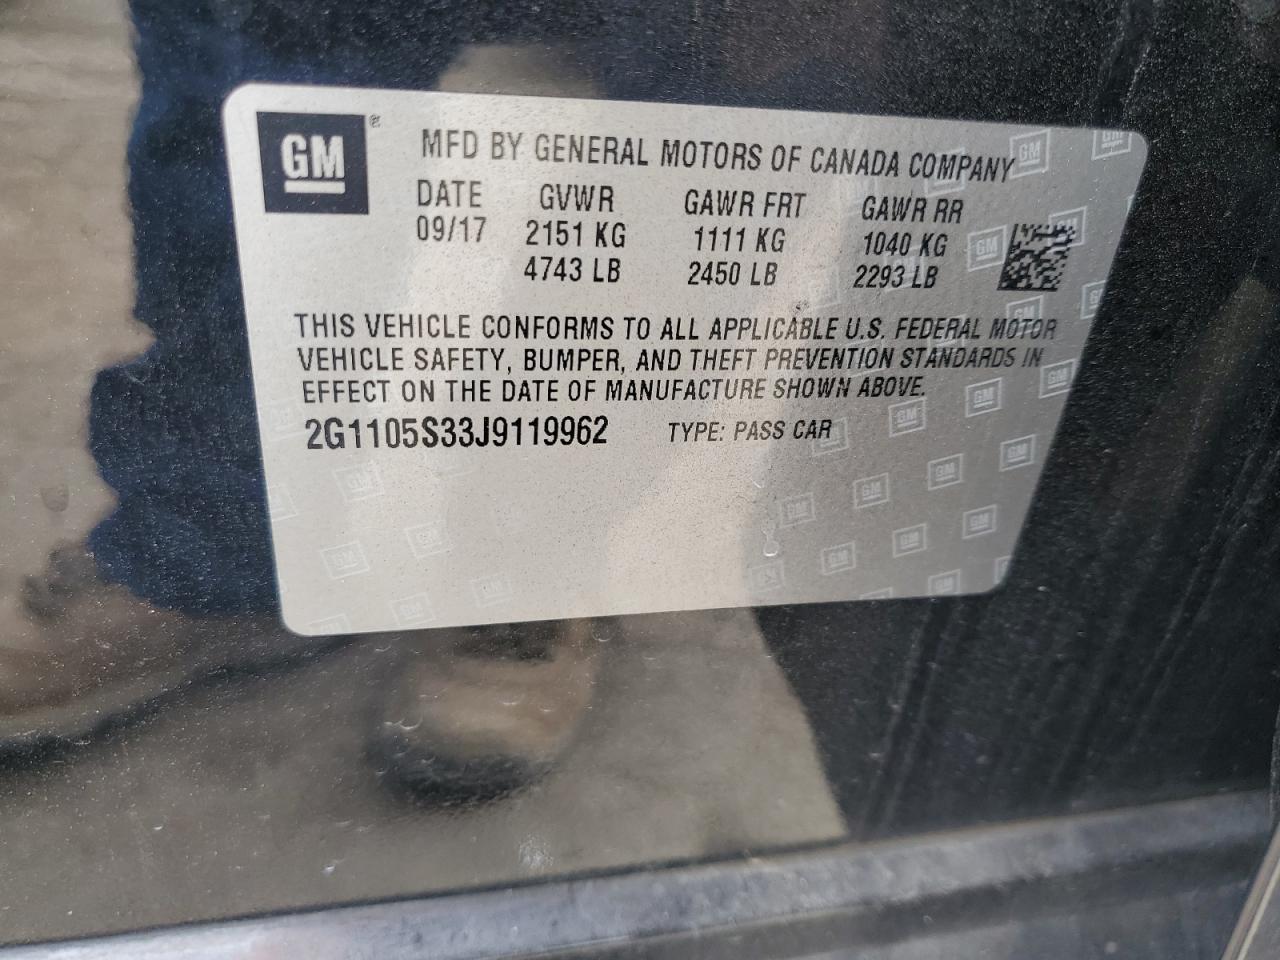 GM ®
MFD BY GENERAL MOTORS OF CANADA COMPANY
DATE GVWR GAWR FRT GAWR RR
09/17 2151 KG 1111 KG 1040 KG
4743 LB 2450 LB 2293 LB
THIS VEHICLE CONFORMS TO ALL APPLICABLE U.S. FEDERAL MOTOR
VEHICLE SAFETY, BUMPER, AND THEFT PREVENTION STANDARDS IN
EFFECT ON THE DATE OF MANUFACTURE SHOWN ABOVE.
2G1105S33J9119962 TYPE: PASS CAR